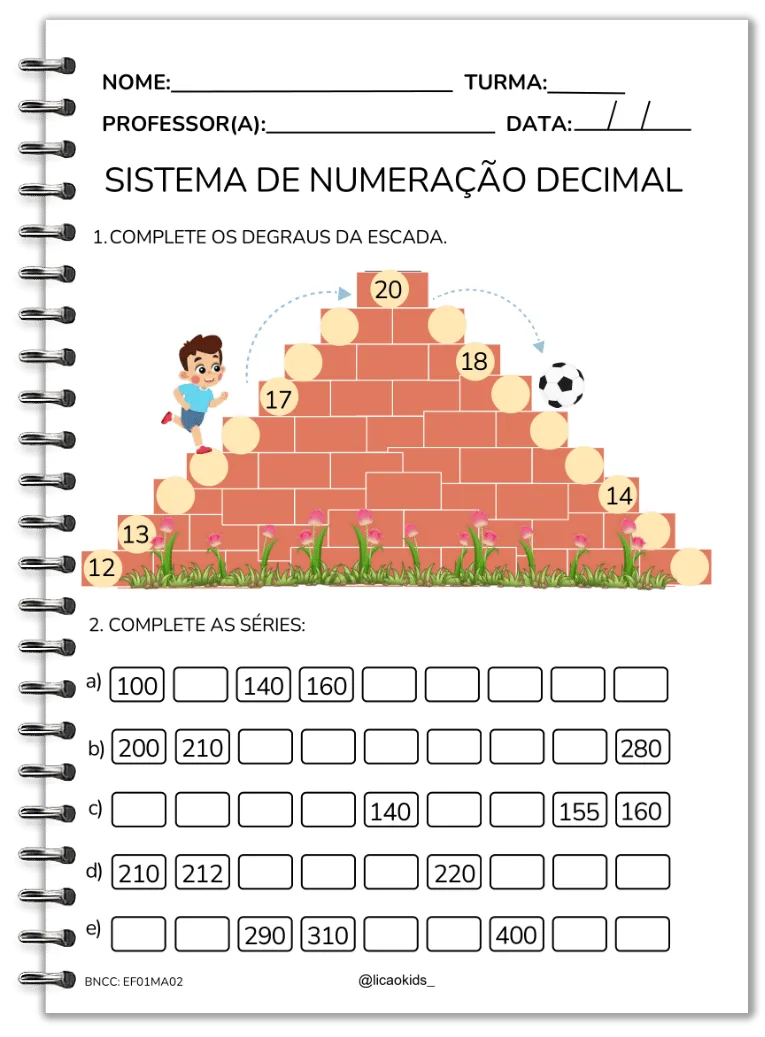 NOME: TURMA:
PROFESSOR(A): DATA: / /
SISTEMA DE NUMERAÇÃO DECIMAL
1.COMPLETE OS DEGRAUS DA ESCADA.
20
18
17
14
13
12
2. COMPLETE AS SÉRIES:
a) 100 140 160
b) 200 210 280
c) 140 155 160
d) 210 212 220
e) 290 310 400
BNCC: EF01MA02 @licaokids_